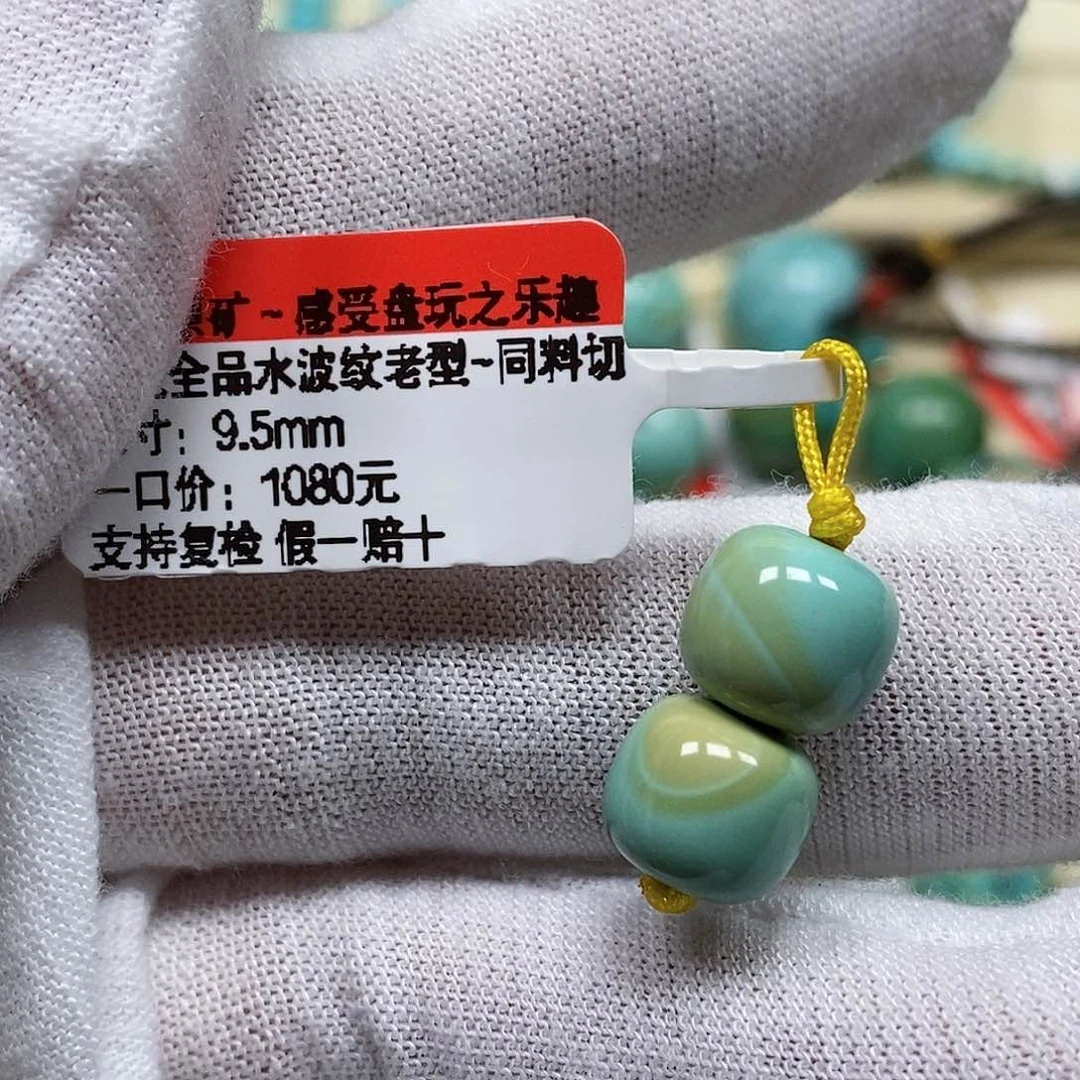 矿~感受盘玩之乐趣
全品水波纹老型~同料切
寸：9.5mm
一口价：1080元
支持复检 假一赔十